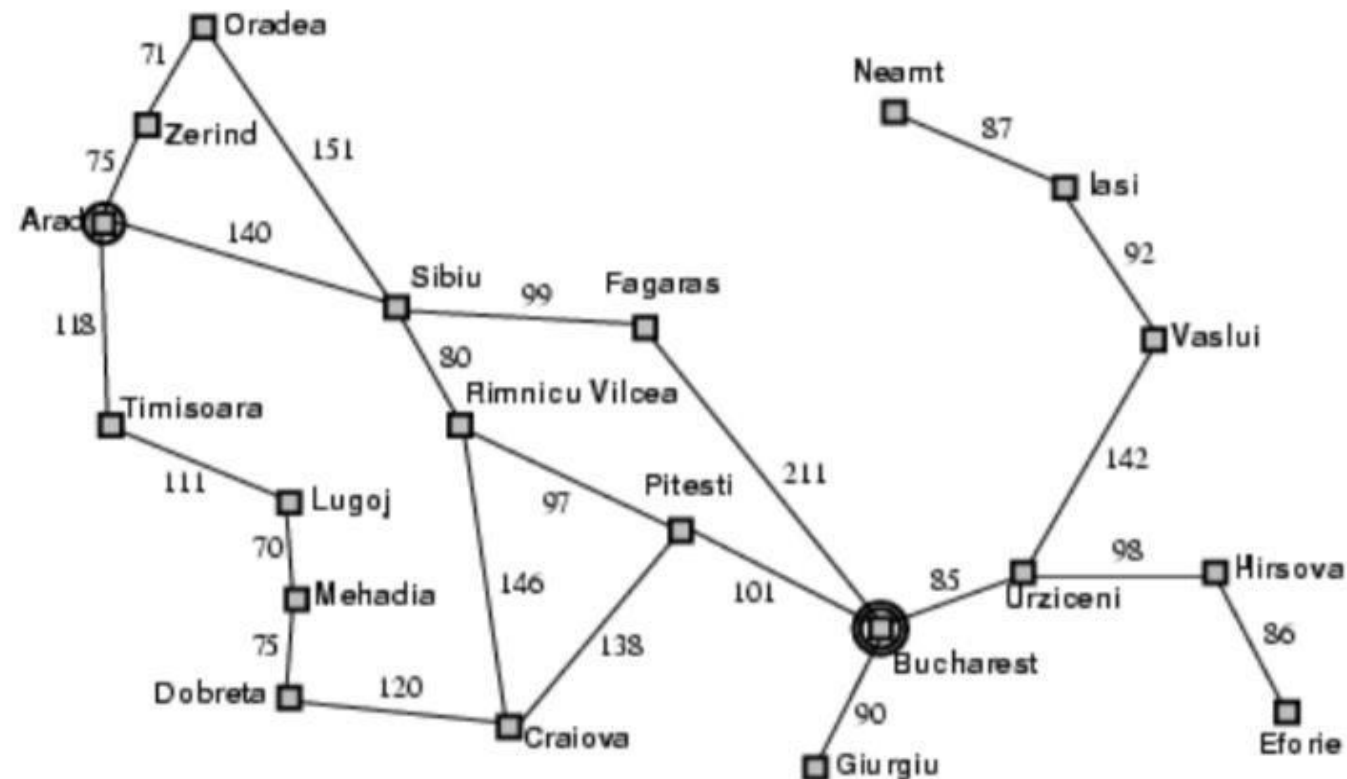 Oradea
71
Neamt
87
Zerind
75
151
Iasi
Arad
140
92
Sibiu
99
Fagaras
118
80
Vaslui
Rimnicu Vilcea
Timisoara
142
211
111
Lugoj
97
Pitesti
70
98
Hirsova
146
85
Mehadia
101
Urziceni
75
138
86
Bucharest
Dobreta
120
90
Craiova
Eforie
Giurgiu